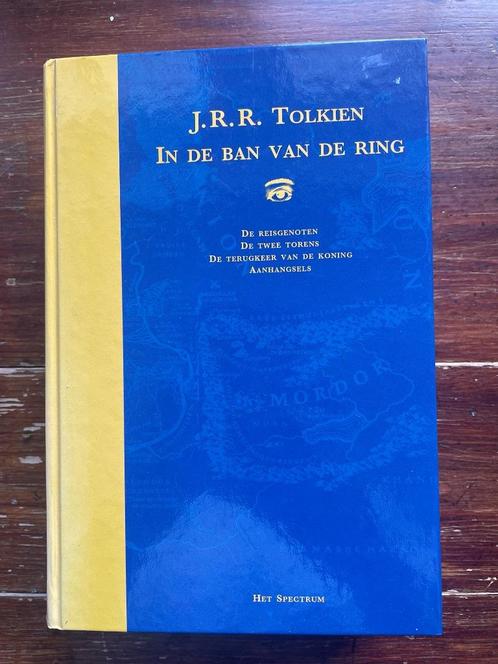 J.R.R. Tolkien
In de ban van de ring
De reisgenoten
De twee torens
De terugkeer van de koning
Aanhangsels
MORDOR
KHAND
Het Spectrum